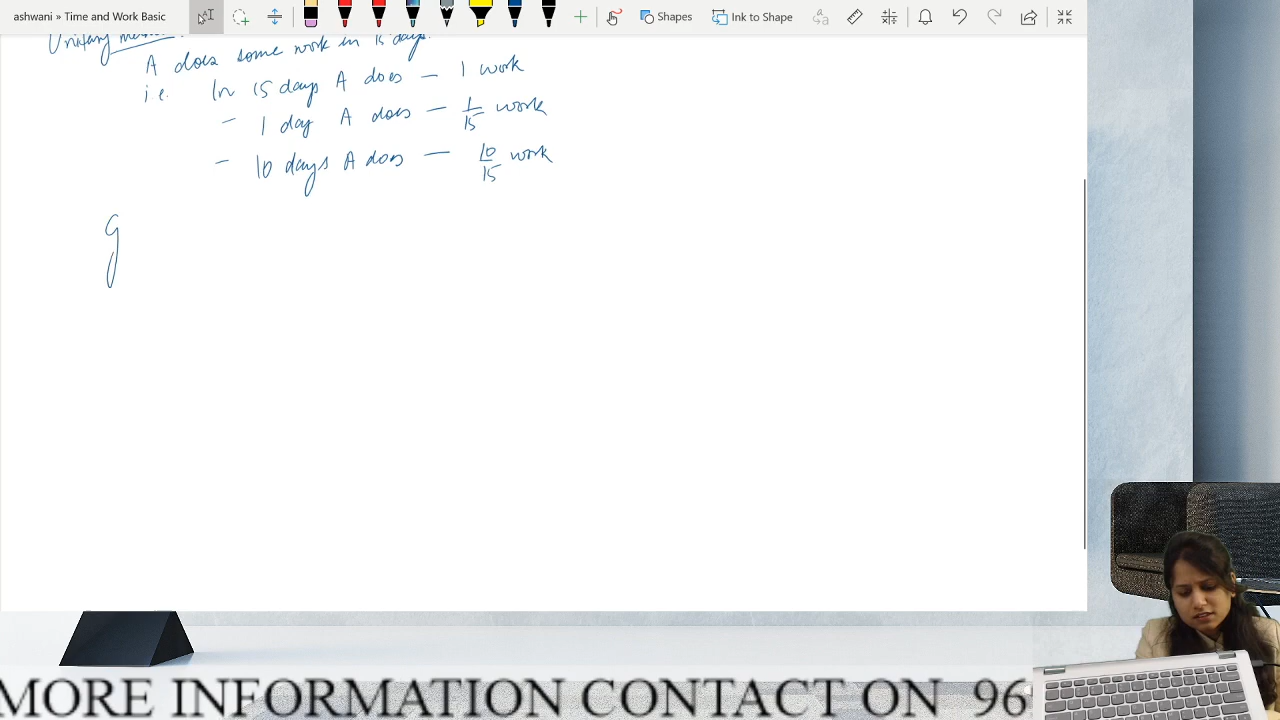 ashwani » Time and Work Basic
Shapes
Ink to Shape
Unitary
A does some work in 15 days.
i.e. In 15 days A does — 1 work
– 1 day A does — 1/15 work
– 10 days A does — 10/15 work
g
MORE INFORMATION CONTACT ON 96